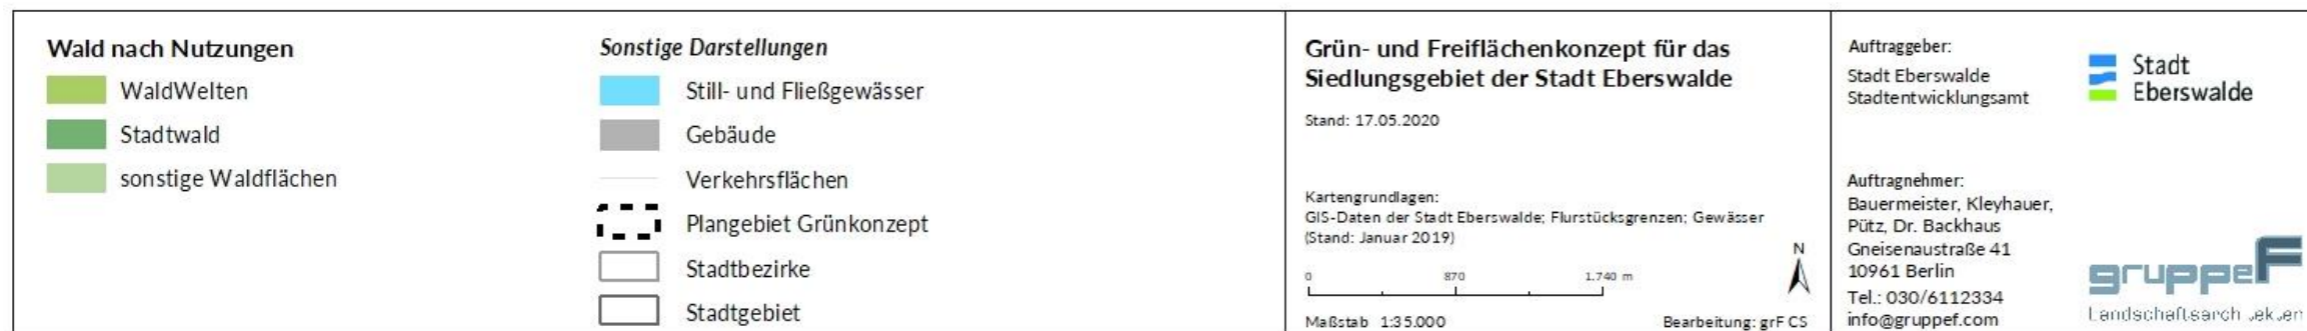 Wald nach Nutzungen
WaldWelten
Stadtwald
sonstige Waldflächen
Sonstige Darstellungen
Still- und Fließgewässer
Gebäude
Verkehrsflächen
Plangebiet Grünkonzept
Stadtbezirke
Stadtgebiet
Grün- und Freiflächenkonzept für das
Siedlungsgebiet der Stadt Eberswalde
Stand: 17.05.2020
Kartengrundlagen:
GIS-Daten der Stadt Eberswalde; Flurstücksgrenzen; Gewässer
(Stand: Januar 2019)
N
0 870 1.740 m
Maßstab 1:35.000 Bearbeitung: grF CS
Auftraggeber:
Stadt Eberswalde
Stadtentwicklungsamt
Stadt
Eberswalde
Auftragnehmer:
Bauermeister, Kleyhauer,
Pütz, Dr. Backhaus
Gneisenaustraße 41
10961 Berlin
Tel.: 030/6112334
info@gruppef.com
gruppeF